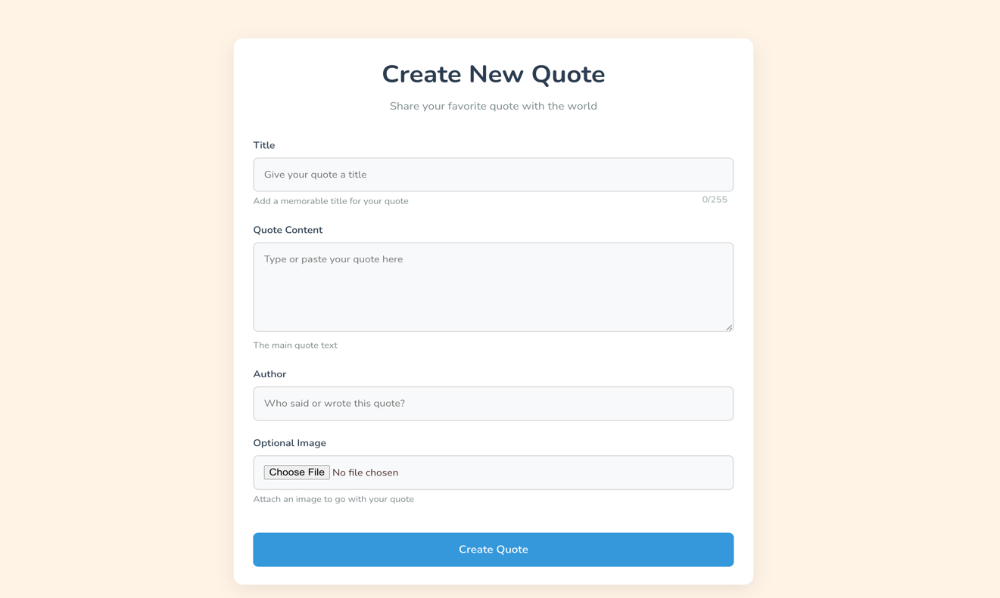 Create New Quote
Share your favorite quote with the world
Title
Give your quote a title
Add a memorable title for your quote
0/255
Quote Content
Type or paste your quote here
The main quote text
Author
Who said or wrote this quote?
Optional Image
Choose File No file chosen
Attach an image to go with your quote
Create Quote